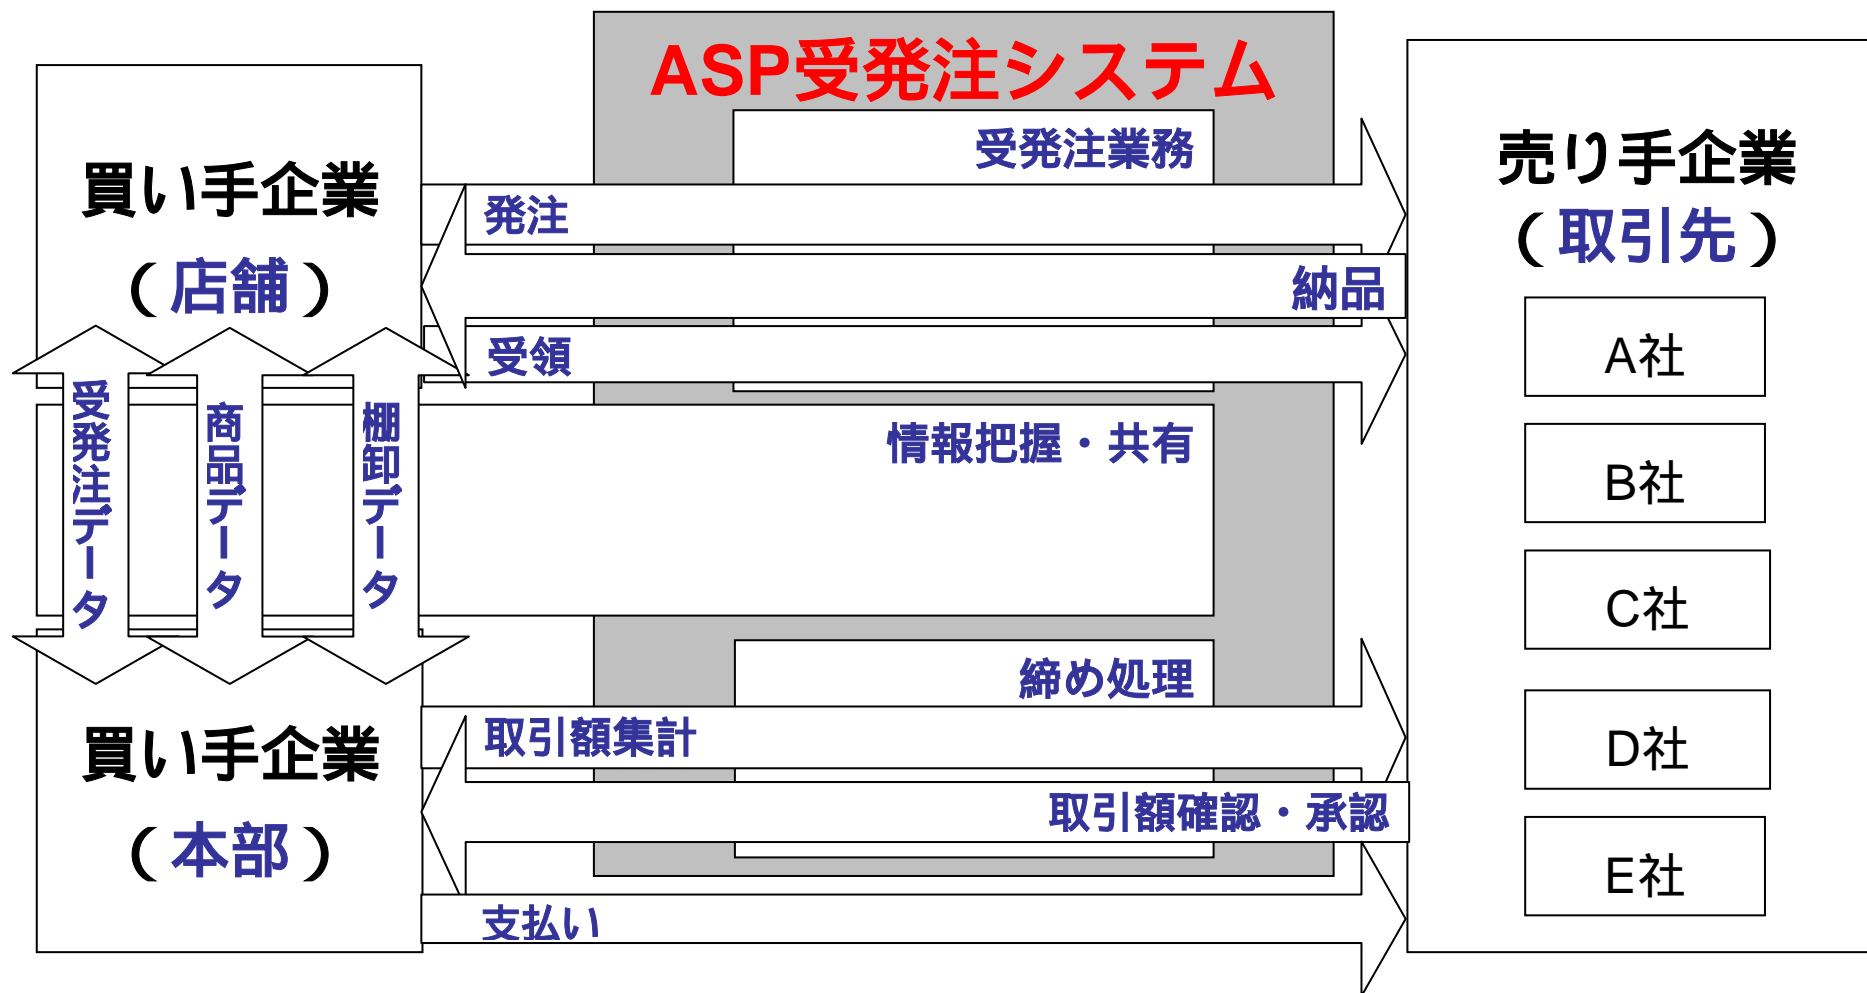 ASP受発注システム
買い手企業
（店舗）
受発注業務
発注
納品
受領
売り手企業
（取引先）
A社
B社
C社
D社
E社
受発注データ
商品データ
棚卸データ
情報把握・共有
買い手企業
（本部）
締め処理
取引額集計
取引額確認・承認
支払い